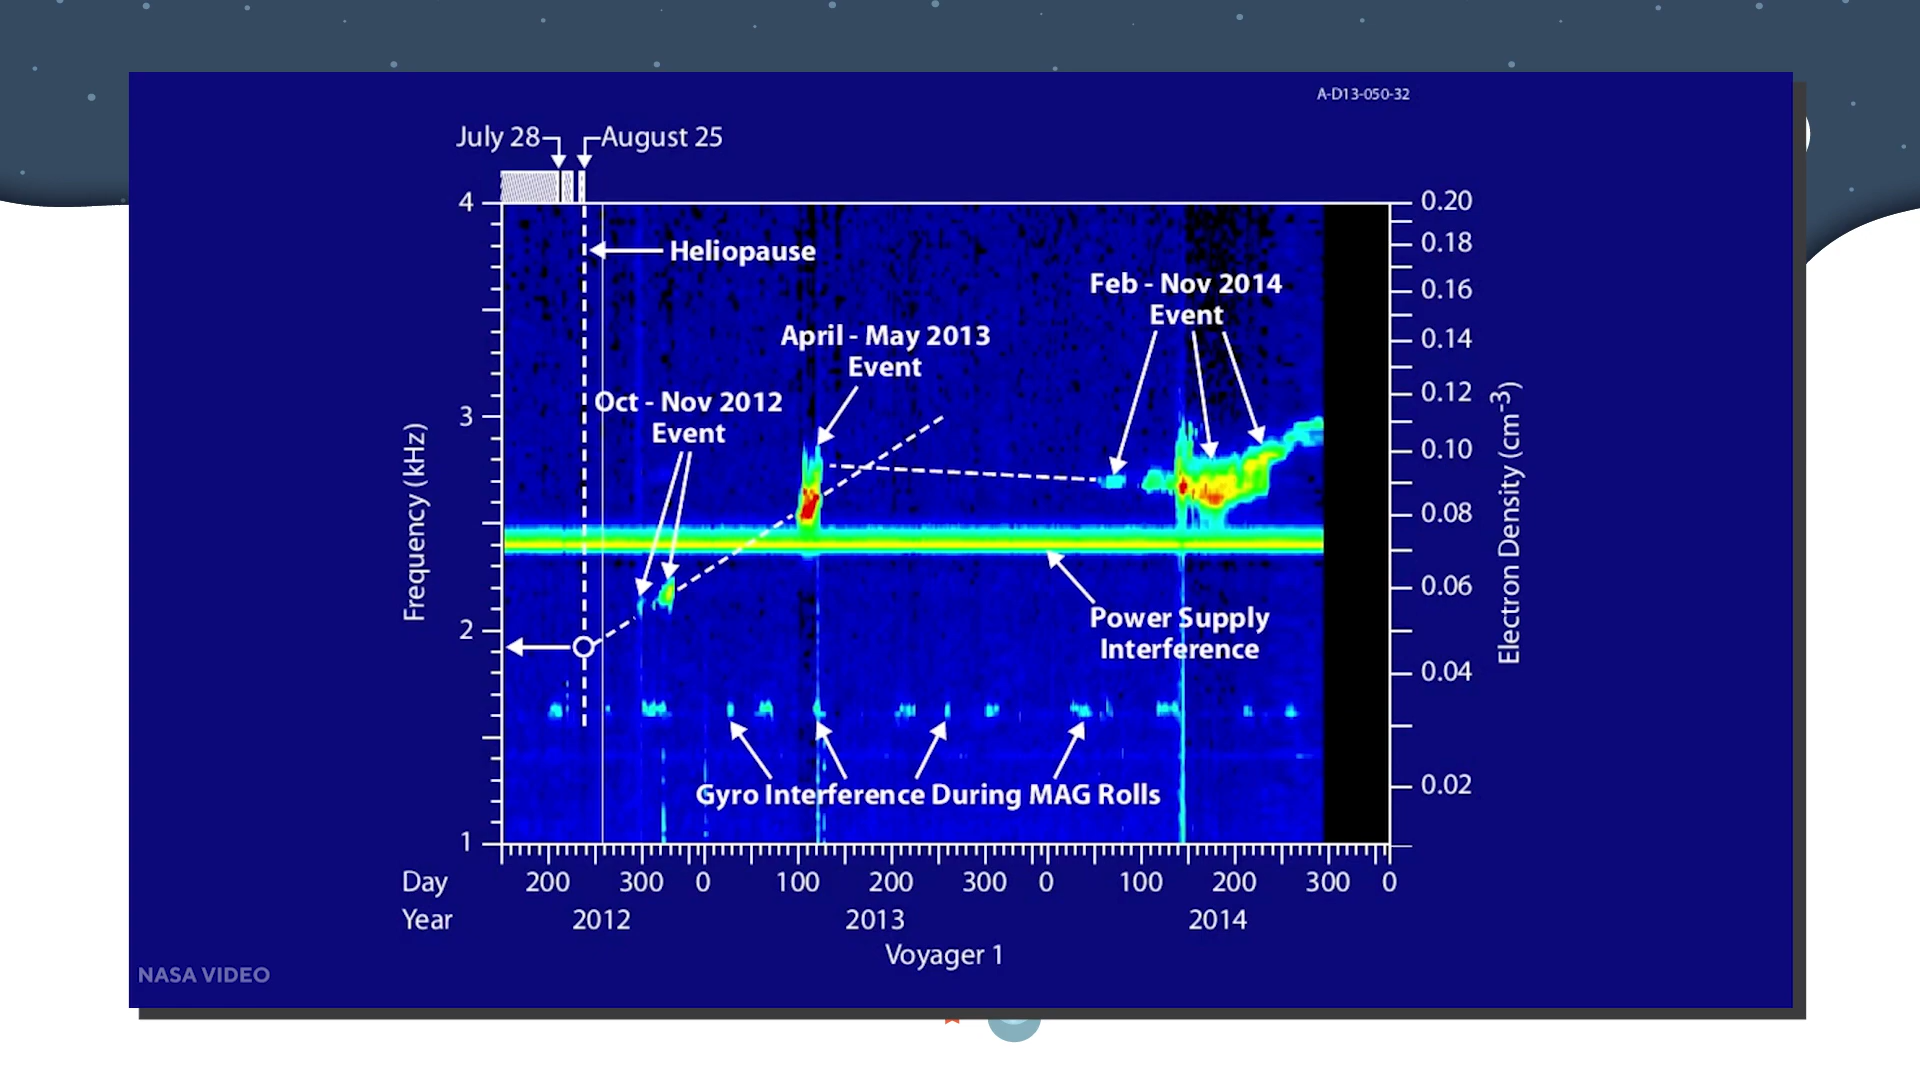 A-D13-050-32
July 28
August 25
4
0.20
Heliopause
0.18
Feb - Nov 2014
Event
0.16
April - May 2013
Event
0.14
Oct - Nov 2012
Event
0.12
3
0.10
0.08
Frequency (kHz)
Electron Density (cm-3)
0.06
Power Supply
Interference
2
0.04
Gyro Interference During MAG Rolls
0.02
1
Day 200 300 0 100 200 300 0 100 200 300 0
Year 2012 2013 2014
Voyager 1
NASA VIDEO